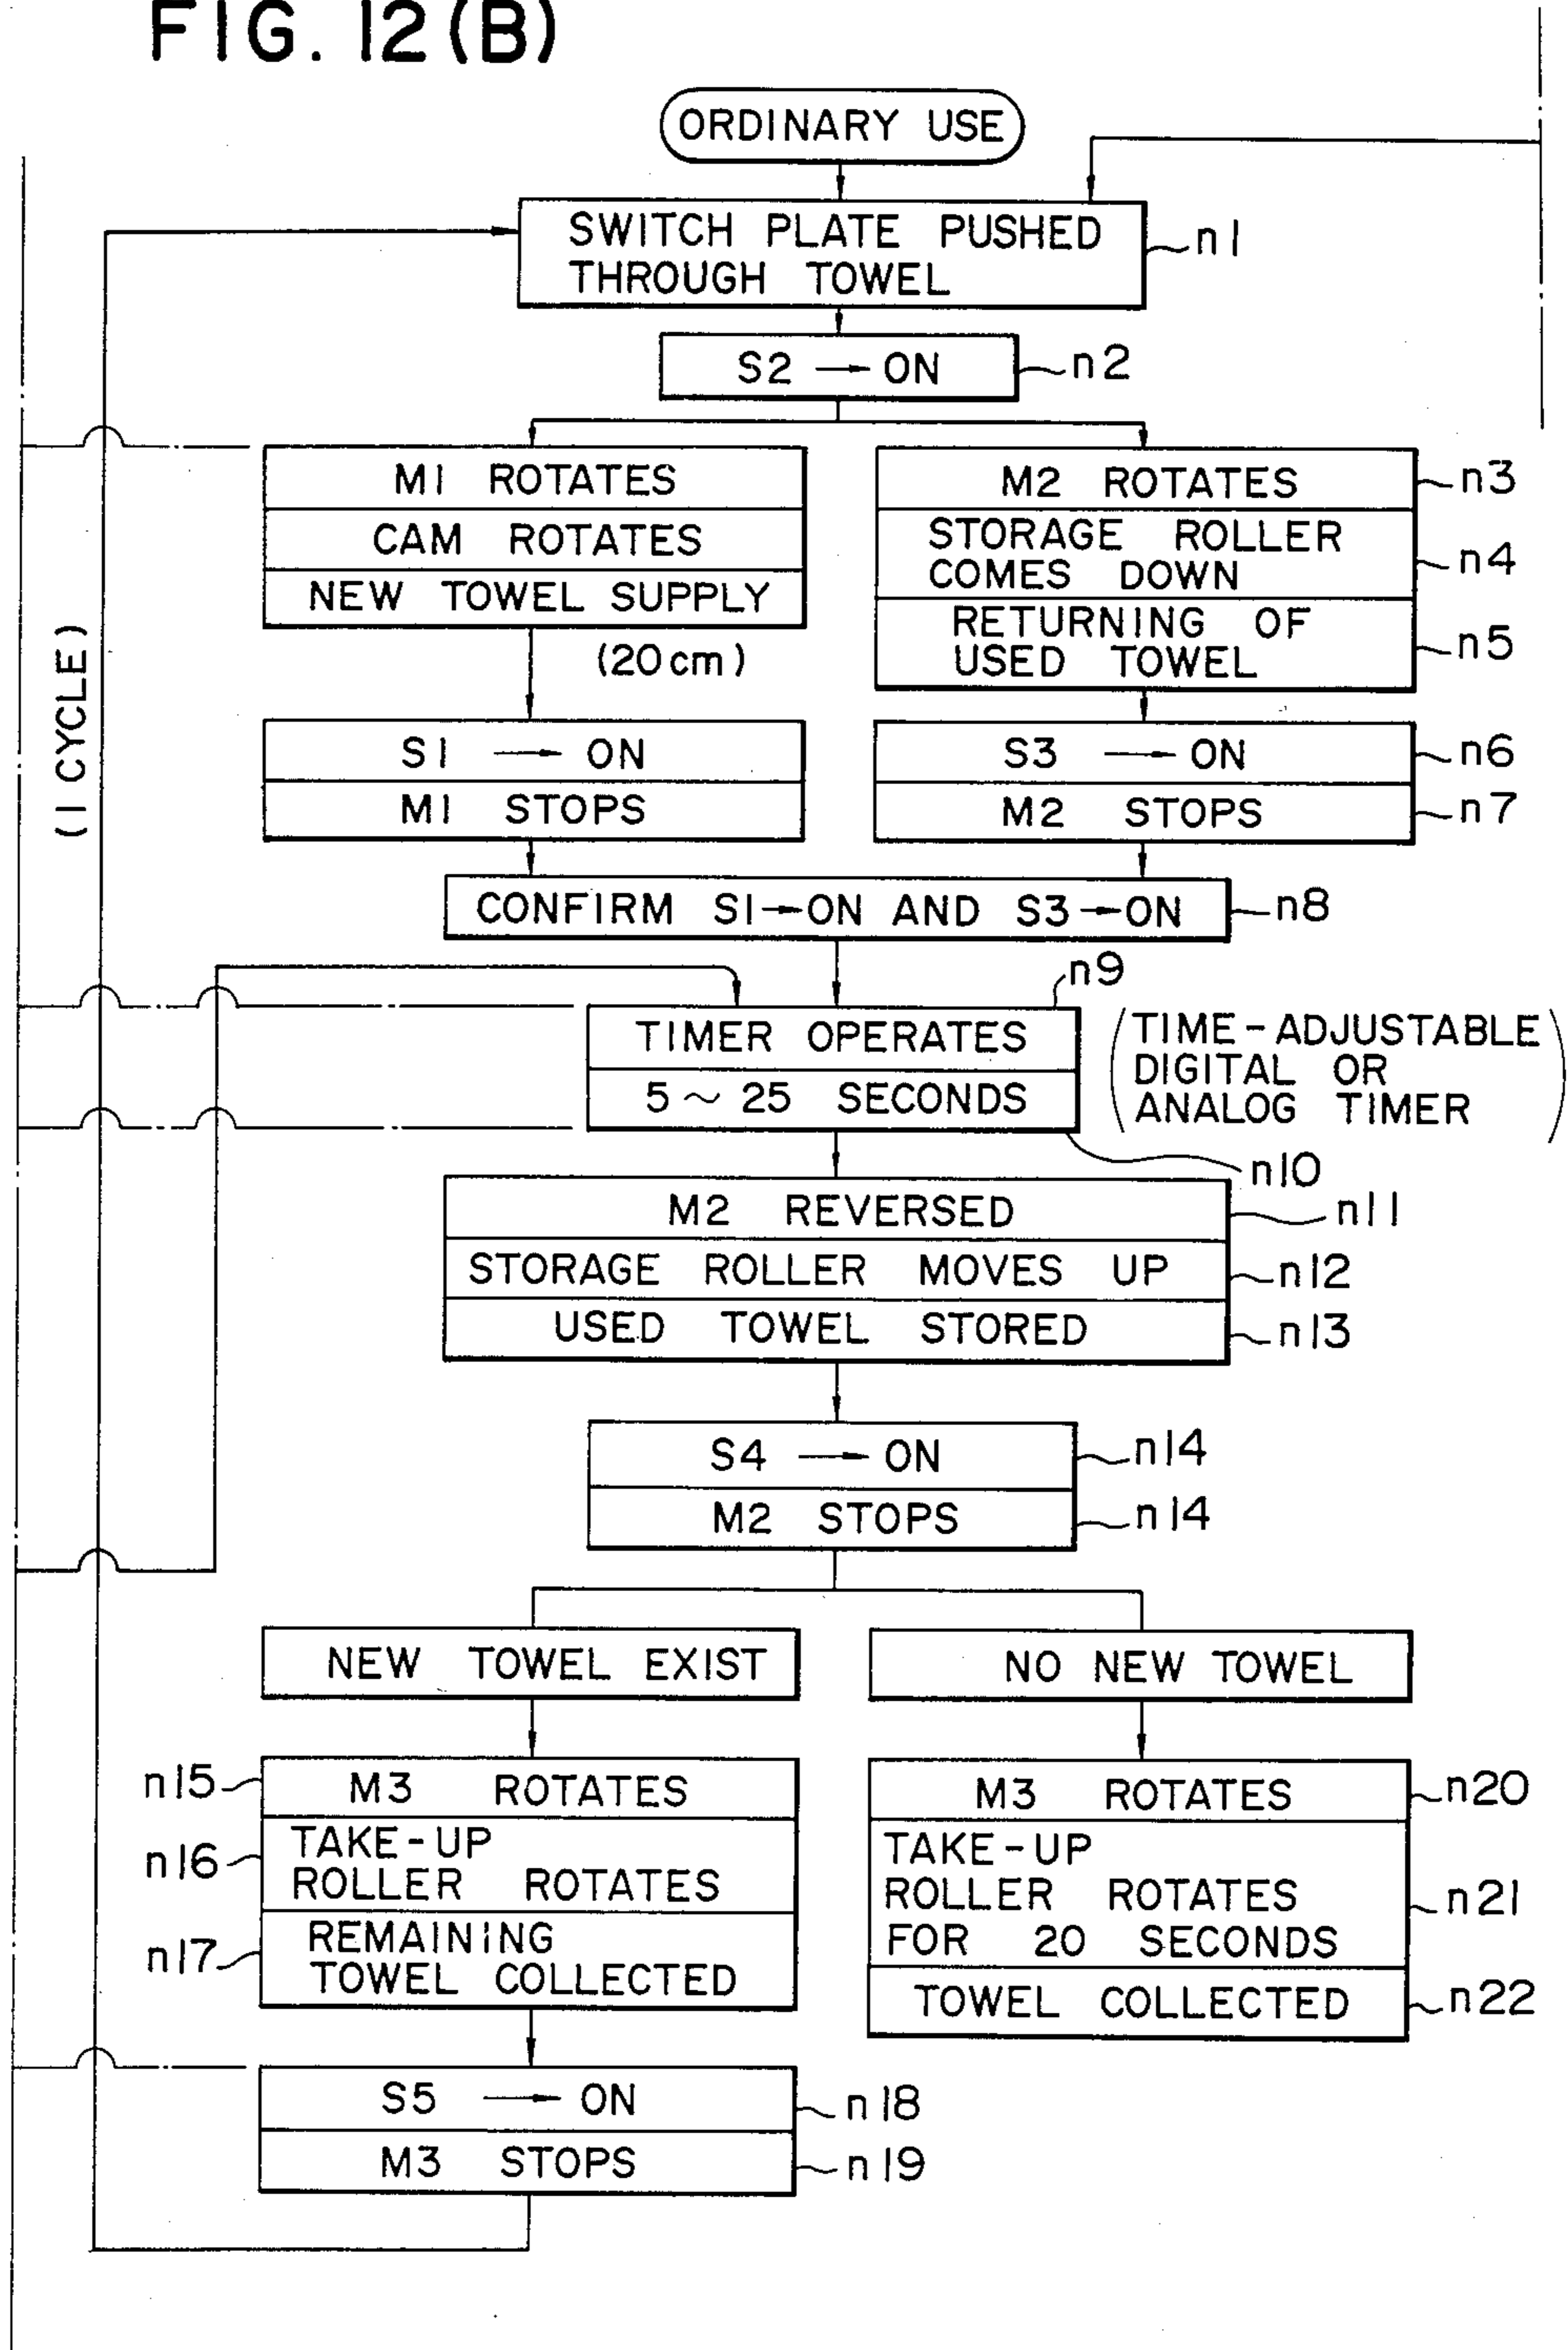 FIG. 12(B)
ORDINARY USE
SWITCH PLATE PUSHED
THROUGH TOWEL
n1
S2 → ON
n2
M1 ROTATES
CAM ROTATES
NEW TOWEL SUPPLY
(20cm)
M2 ROTATES
n3
STORAGE ROLLER
COMES DOWN
n4
RETURNING OF
USED TOWEL
n5
(1 CYCLE)
S1 → ON
M1 STOPS
S3 → ON
n6
M2 STOPS
n7
CONFIRM S1→ON AND S3→ON
n8
n9
TIMER OPERATES
5 ~ 25 SECONDS
(TIME-ADJUSTABLE
DIGITAL OR
ANALOG TIMER)
n10
M2 REVERSED
n11
STORAGE ROLLER MOVES UP
n12
USED TOWEL STORED
n13
S4 → ON
n14
M2 STOPS
n14
NEW TOWEL EXIST
NO NEW TOWEL
n15
M3 ROTATES
n16
TAKE-UP
ROLLER ROTATES
n17
REMAINING
TOWEL COLLECTED
M3 ROTATES
n20
TAKE-UP
ROLLER ROTATES
FOR 20 SECONDS
n21
TOWEL COLLECTED
n22
S5 → ON
n18
M3 STOPS
n19